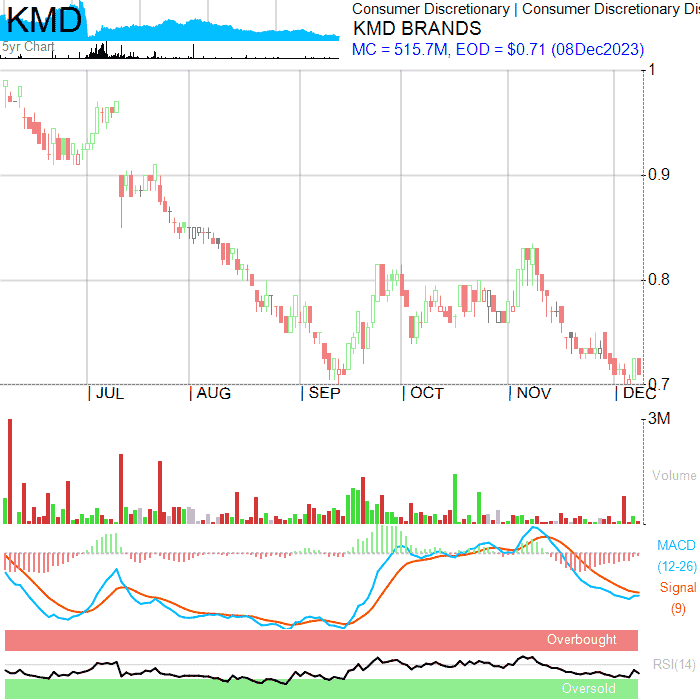 KMD
5yr Chart
Consumer Discretionary | Consumer Discretionary Dis
KMD BRANDS
MC = 515.7M, EOD = $0.71 (08Dec2023)
1
0.9
0.8
0.7
JUL
AUG
SEP
OCT
NOV
DEC
3M
Volume
MACD
(12-26)
Signal
(9)
Overbought
RSI(14)
Oversold